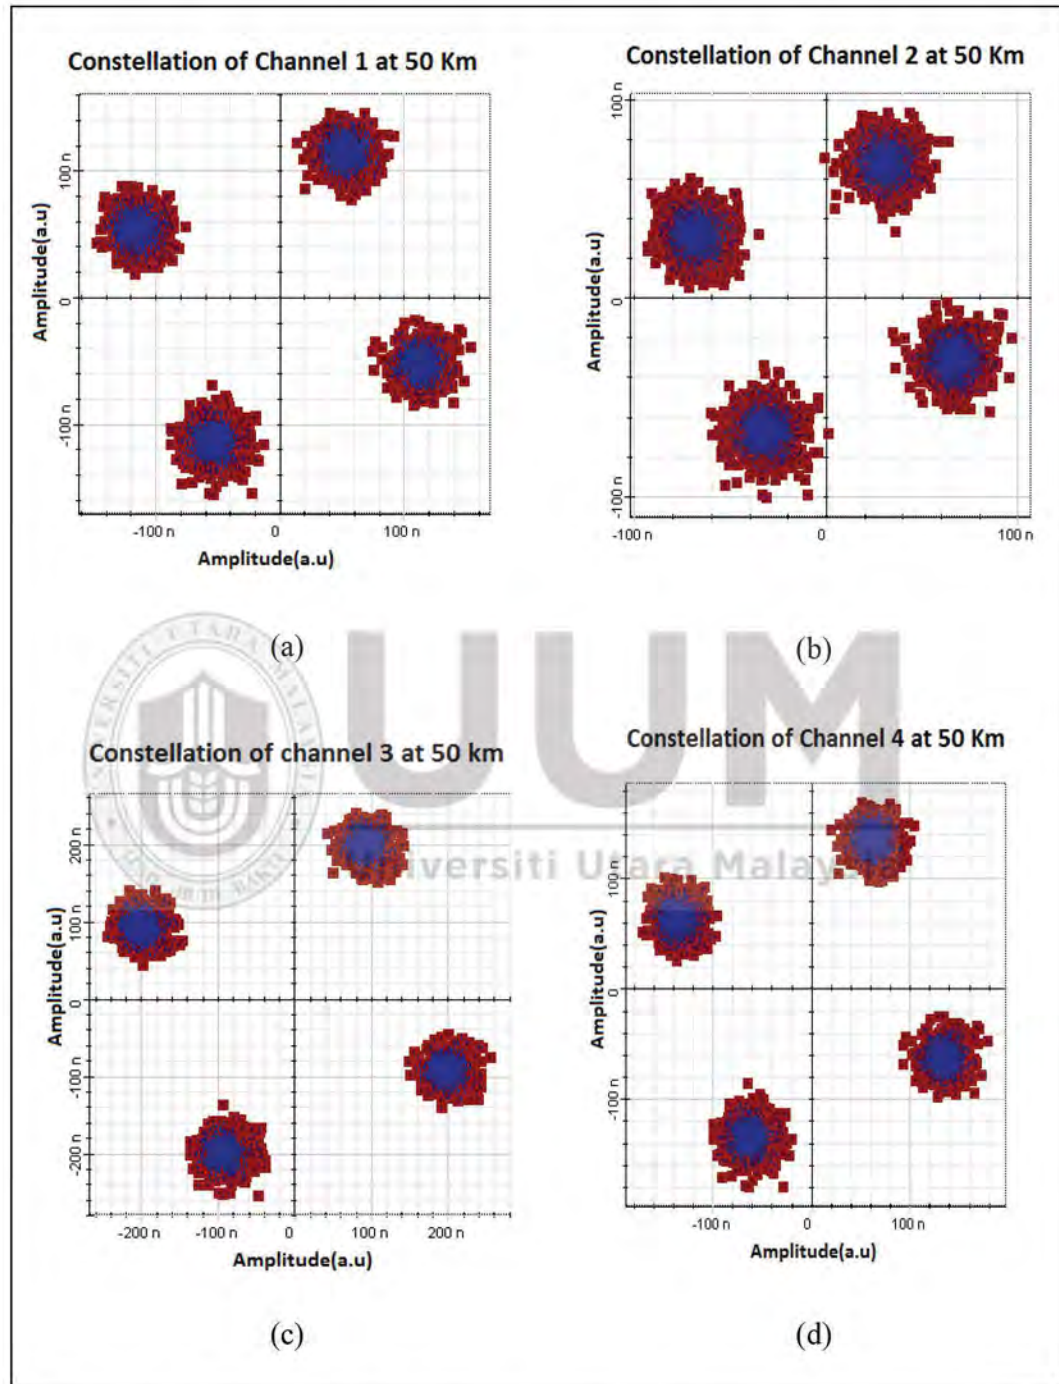 Constellation of Channel 1 at 50 Km
Amplitude(a.u)
100 n
0
-100 n
-100 n
0
100 n
Amplitude(a.u)
(a)
Constellation of Channel 2 at 50 Km
Amplitude(a.u)
100 n
0
-100 n
-100 n
0
100 n
(b)
UNIVERSITI UTARA MALAYSIA
UUM
Universiti Utara Malaysia
Constellation of channel 3 at 50 km
Amplitude(a.u)
200 n
100 n
0
-100 n
-200 n
-200 n
-100 n
0
100 n
200 n
Amplitude(a.u)
(c)
Constellation of Channel 4 at 50 Km
Amplitude(a.u)
100 n
0
-100 n
-100 n
0
100 n
Amplitude(a.u)
(d)